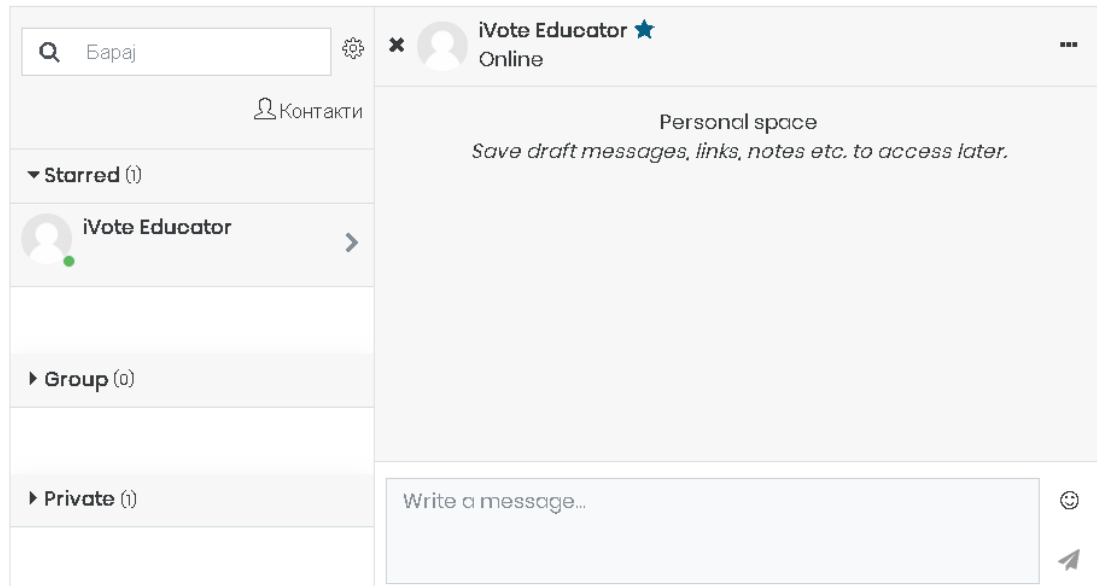 Барај
Контакти
Starred (1)
iVote Educator
Group (0)
Private (1)
iVote Educator
Online
Personal space
Save draft messages, links, notes etc. to access later.
Write a message...